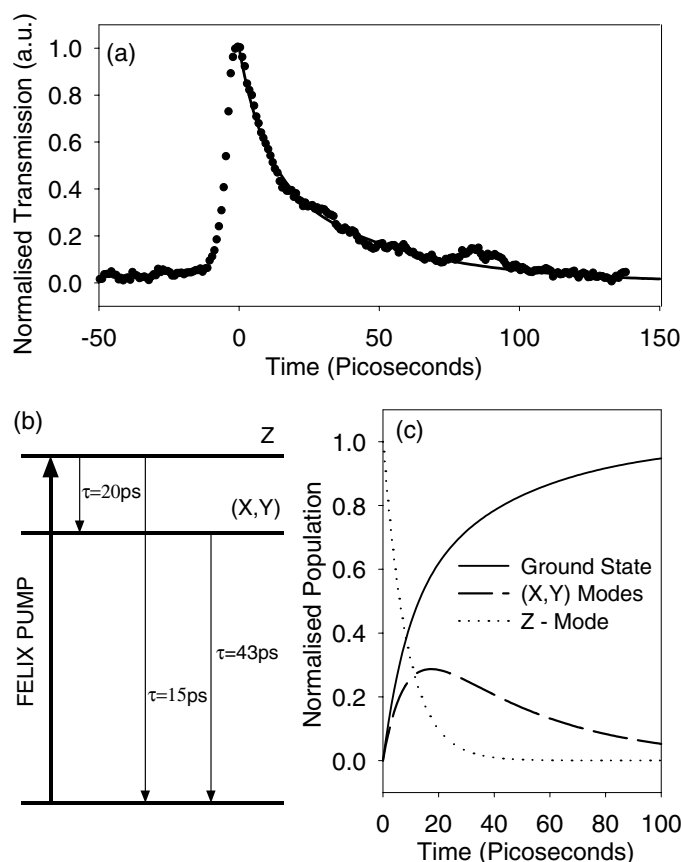 (a)
Normalised Transmission (a.u.)
1.0
0.8
0.6
0.4
0.2
0.0
-50
0
50
100
150
Time (Picoseconds)
(b)
Z
τ=20ps
(X,Y)
FELIX PUMP
τ=15ps
τ=43ps
(c)
Normalised Population
1.0
0.8
0.6
0.4
0.2
0.0
Ground State
(X,Y) Modes
Z - Mode
0
20
40
60
80
100
Time (Picoseconds)